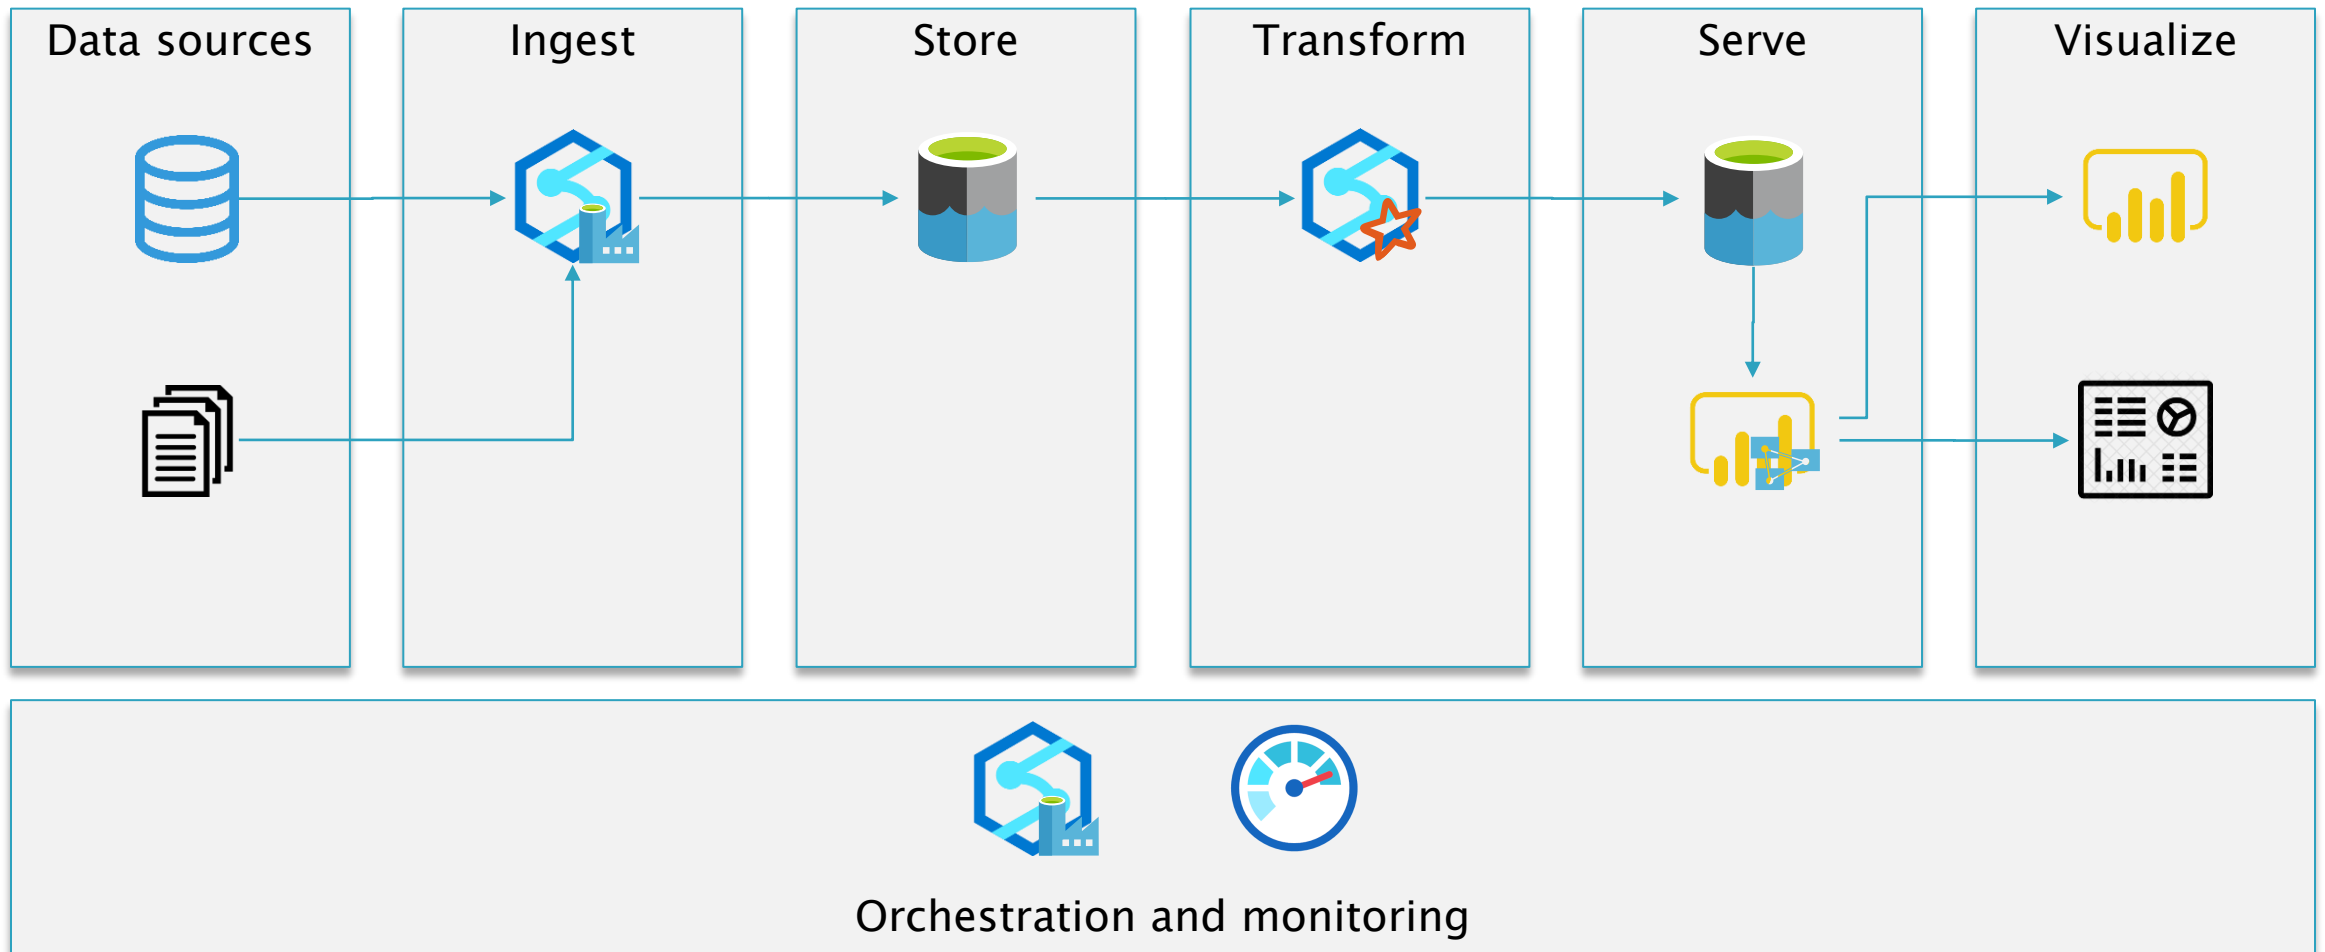 Data sources
Ingest
Store
Transform
Serve
Visualize
Orchestration and monitoring